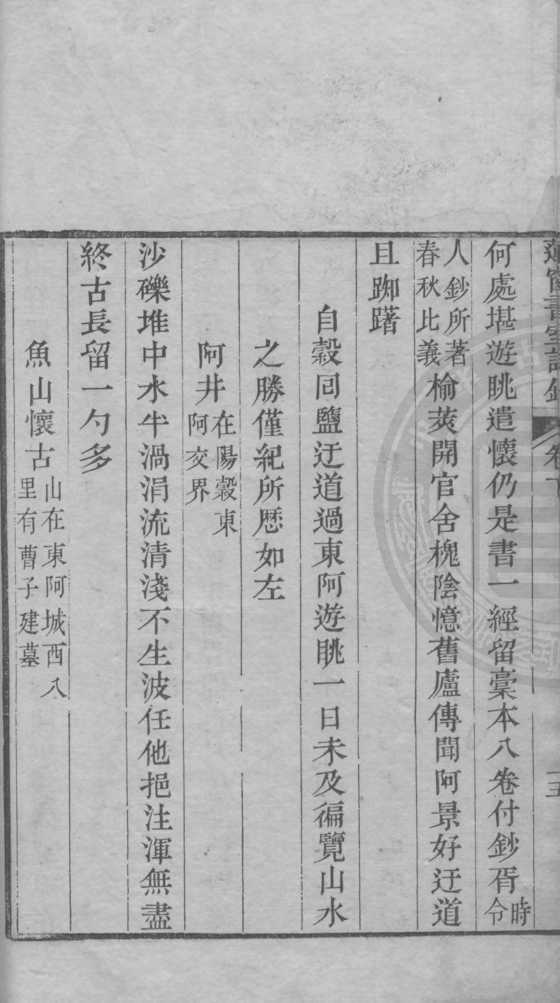 何處堪遊眺遣懷仍是書一經留稾本八卷付鈔胥時令
人鈔所著春秋比義榆莢開官舍槐陰憶舊廬傳聞阿景好迂道
且踟躇
自穀回鹽迂道過東阿遊眺一日未及徧覽山水
之勝僅紀所歷如左
阿井在陽穀東阿交界
沙礫堆中水半渦涓流清淺不生波任他挹注渾無盡
終古長留一勺多
魚山懷古山在東阿城西八里有曹子建墓